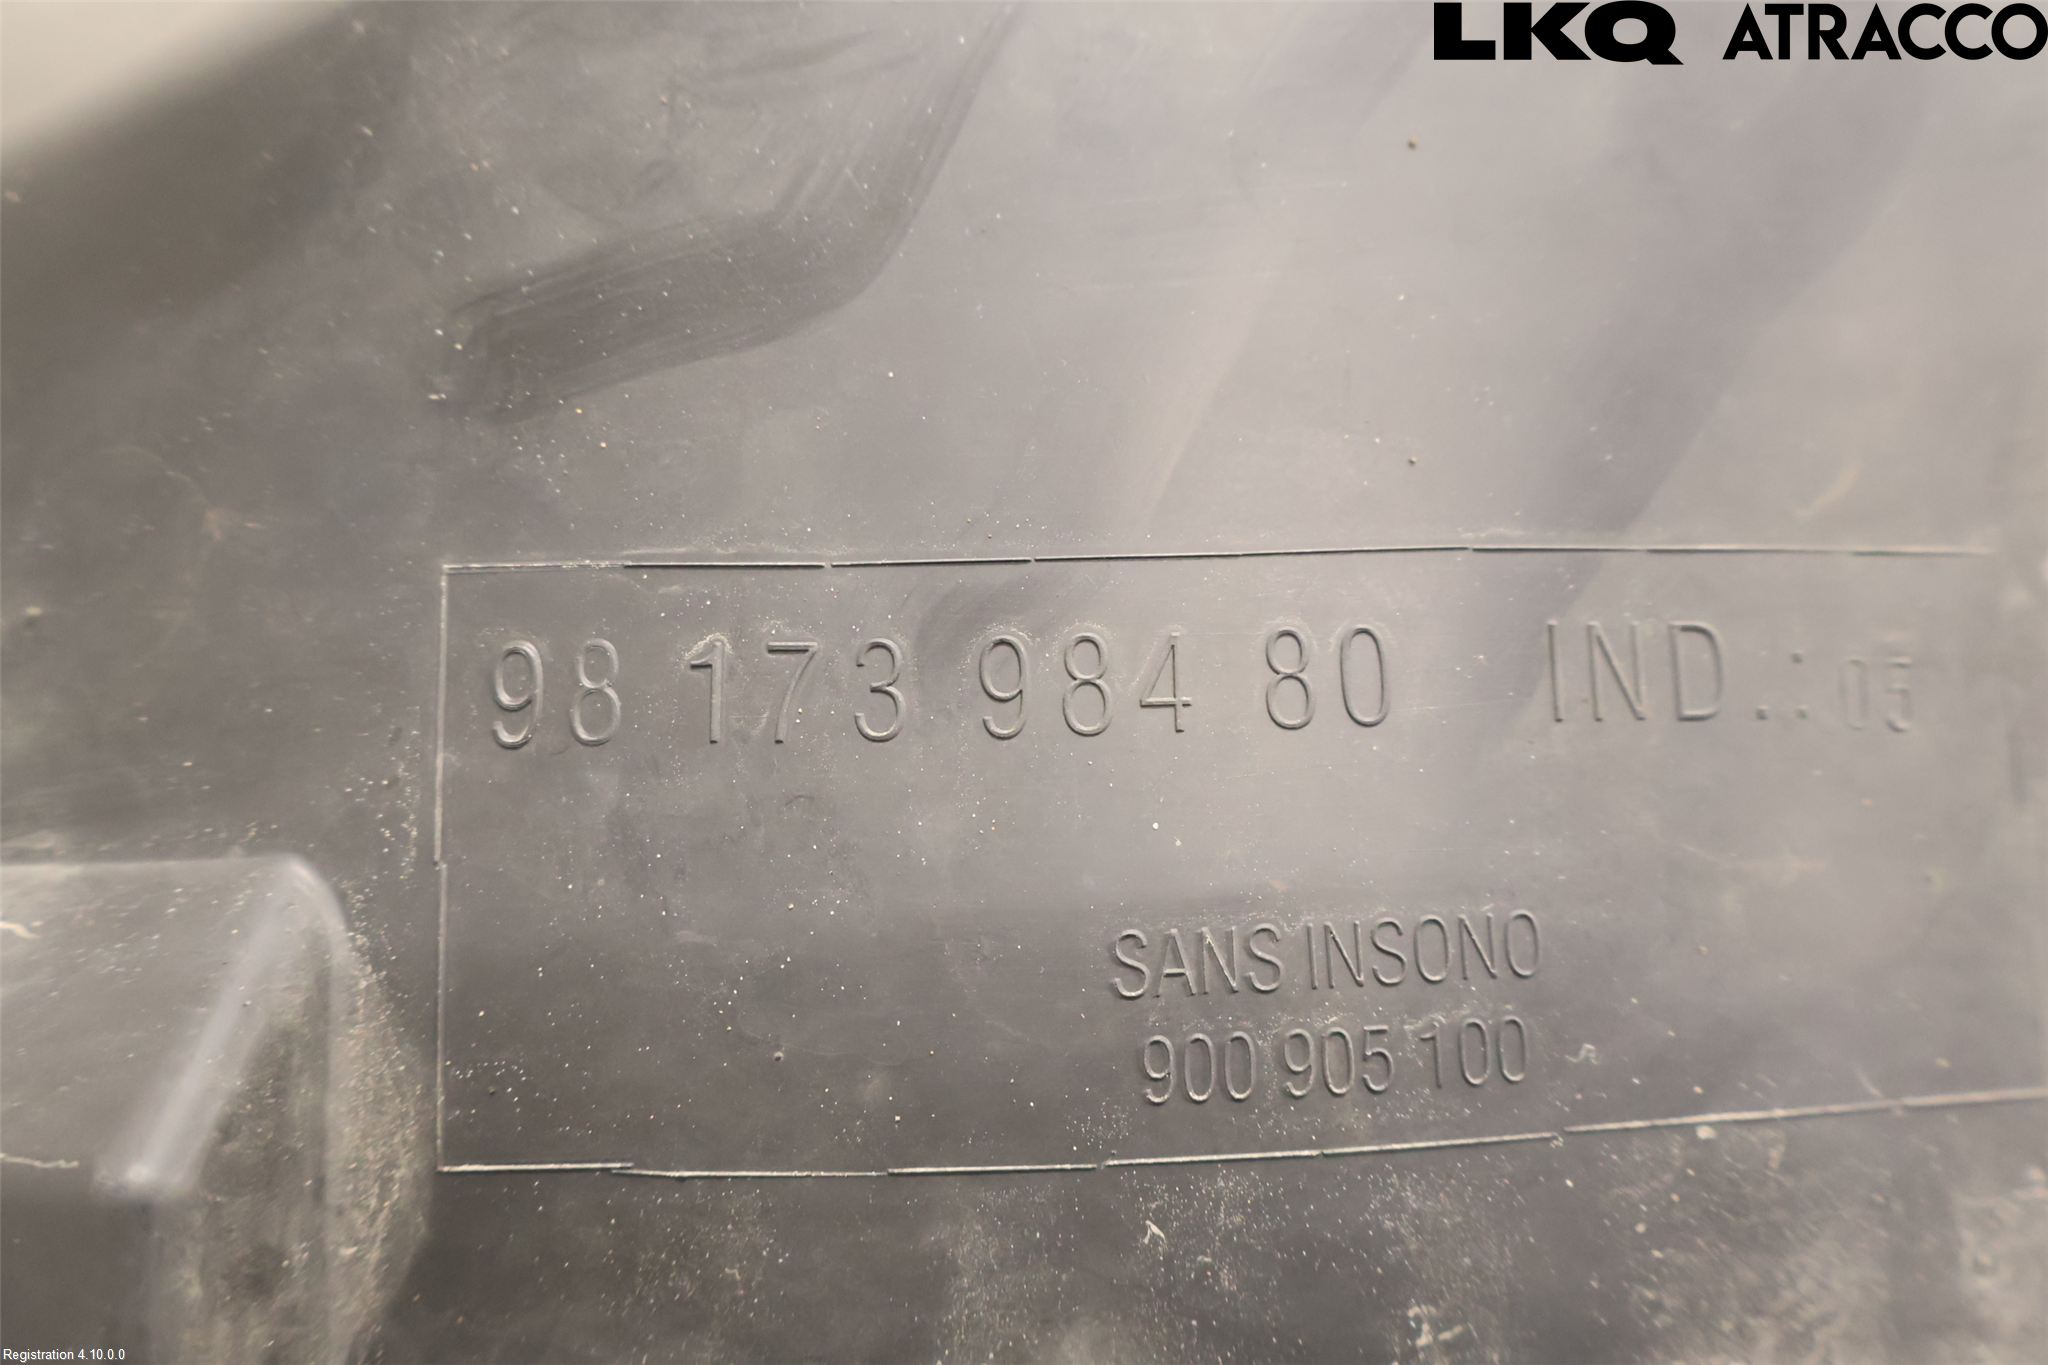 LKQ ATRACCO
98 173 984 80 IND.: 05
SANS INSONO
900 905 100
Registration 4.10.0.0